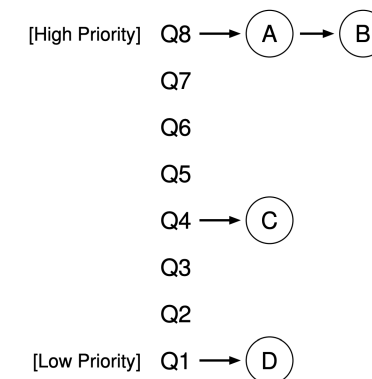 [High Priority] Q8 A B
Q7
Q6
Q5
Q4 C
Q3
Q2
[Low Priority] Q1 D